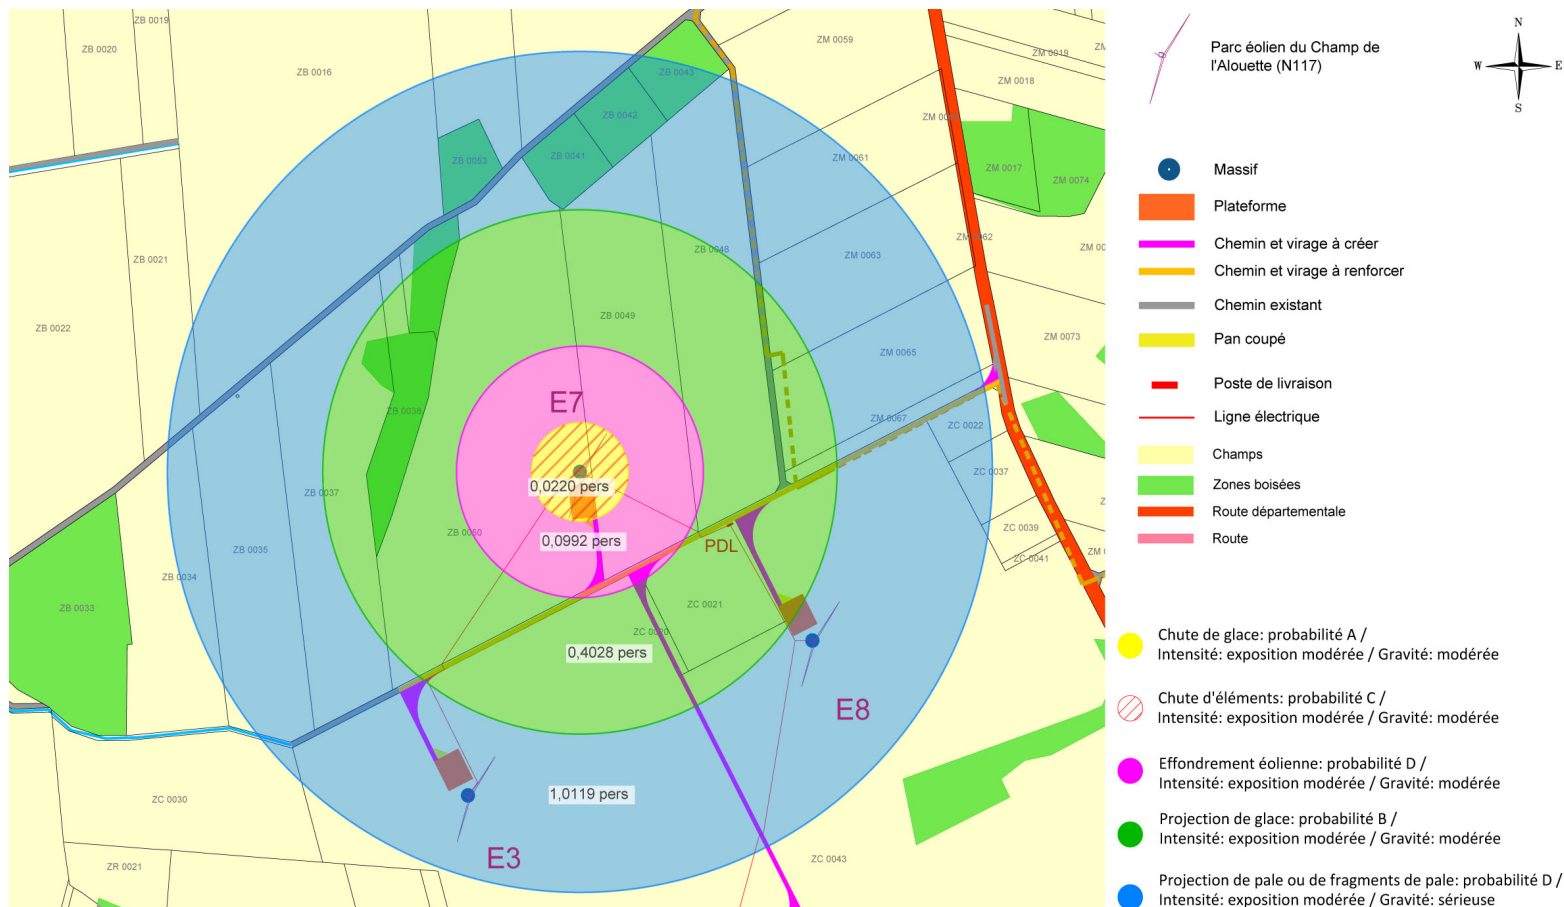 ZB 0019
ZB 0020
ZB 0016
ZM 0059
ZM 0019
ZM 0018
ZB 0043
ZB 0042
ZB 0041
ZB 0053
ZM 0061
ZM 0017
ZM 0074
ZB 0021
ZB 0048
ZM 0062
ZM 0063
ZB 0022
ZB 0049
ZM 0065
ZM 0073
ZB 0038
ZM 0067
ZC 0022
ZC 0037
E7
0,0220 pers
ZB 0037
ZB 0050
0,0992 pers
PDL
ZB 0035
ZC 0039
ZC 0041
ZB 0034
ZB 0033
ZC 0021
ZC 0020
0,4028 pers
E8
1,0119 pers
ZC 0030
E3
ZR 0021
ZC 0043
Parc éolien du Champ de
l'Alouette (N117)
N
W
E
S
Massif
Plateforme
Chemin et virage à créer
Chemin et virage à renforcer
Chemin existant
Pan coupé
Poste de livraison
Ligne électrique
Champs
Zones boisées
Route départementale
Route
Chute de glace: probabilité A /
Intensité: exposition modérée / Gravité: modérée
Chute d'éléments: probabilité C /
Intensité: exposition modérée / Gravité: modérée
Effondrement éolienne: probabilité D /
Intensité: exposition modérée / Gravité: modérée
Projection de glace: probabilité B /
Intensité: exposition modérée / Gravité: modérée
Projection de pale ou de fragments de pale: probabilité D /
Intensité: exposition modérée / Gravité: sérieuse